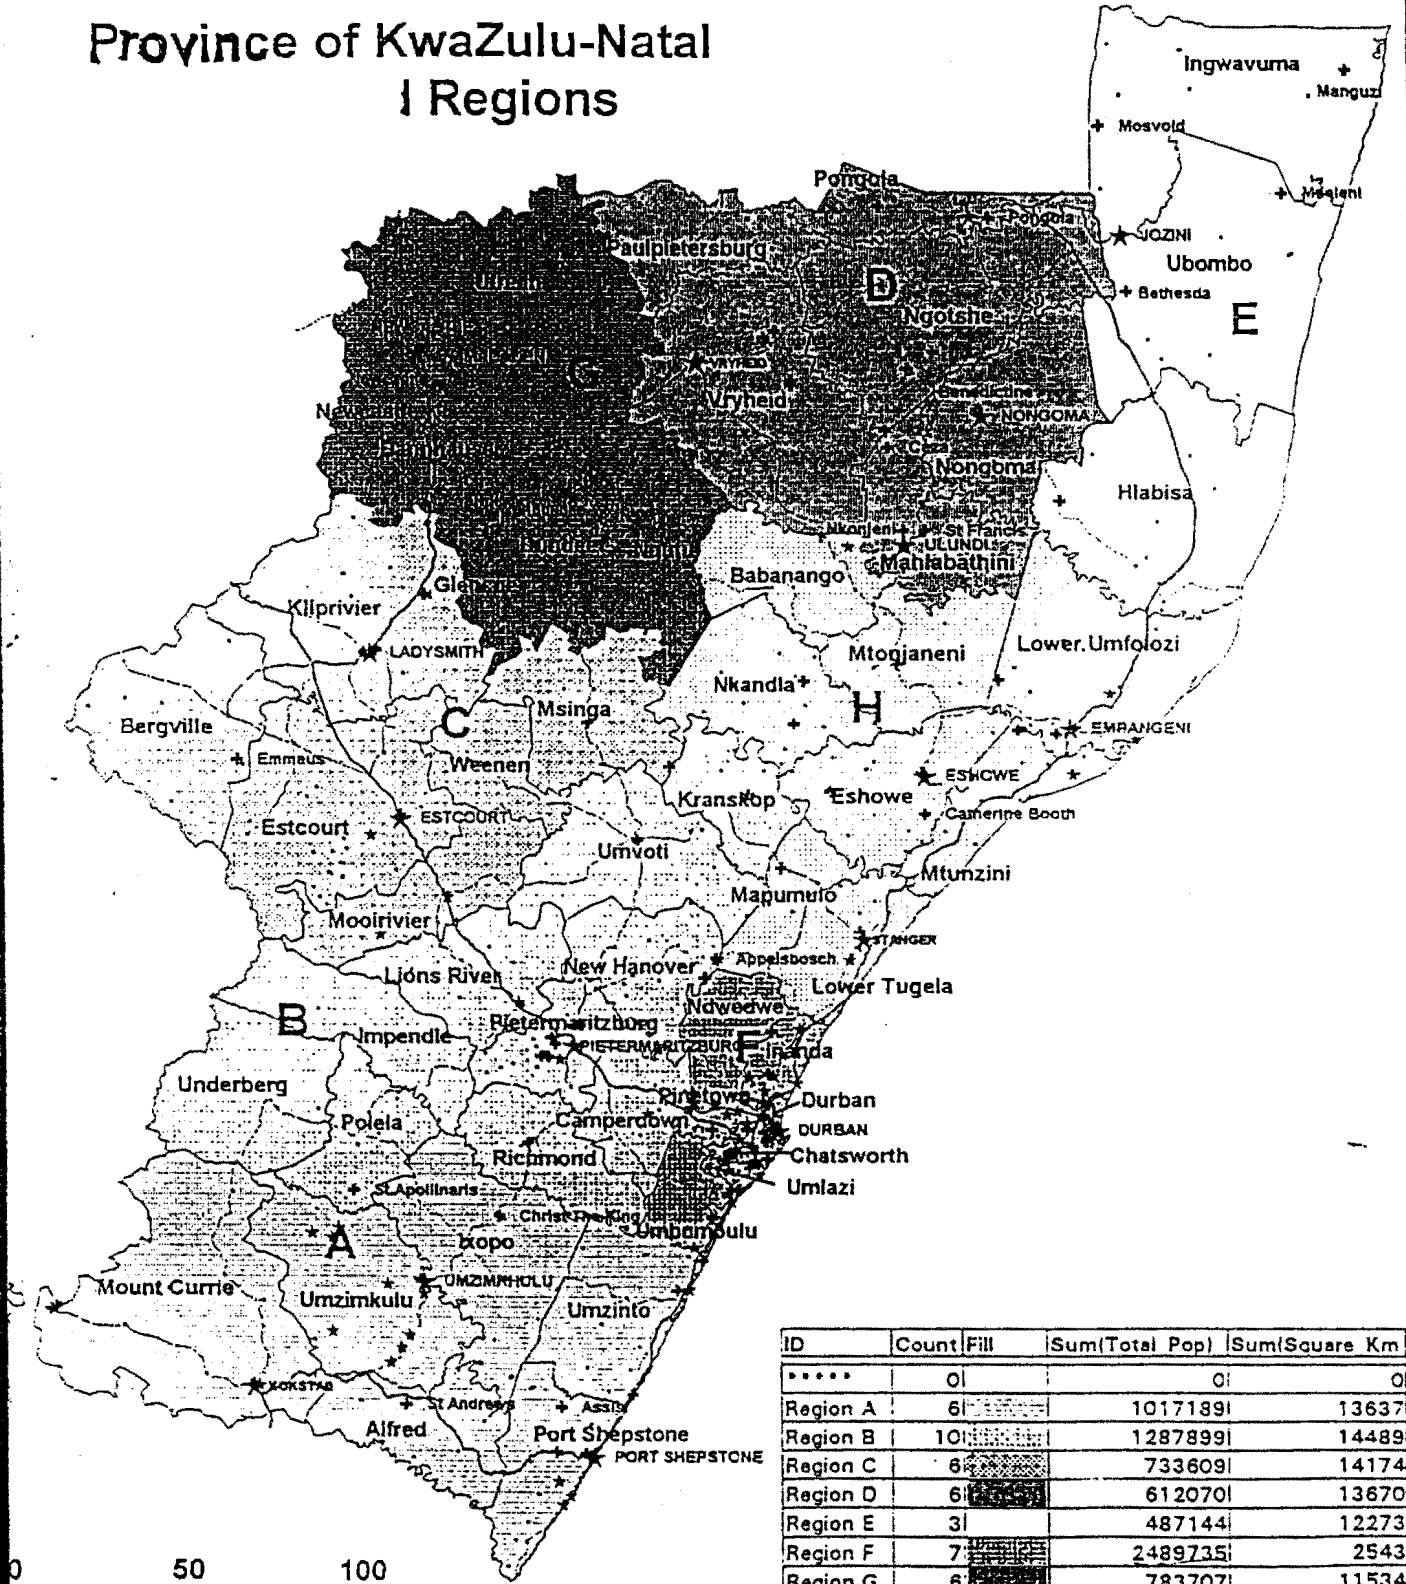 Province of KwaZulu-Natal
Regions
Ingwavuma
Manguzi
Mosvold
Mseleni
Pongola
Pongola
JOZINI
Paulpietersburg
Ubombo
D
Bethesda
Ngotshe
E
VRYHEID
G
Benedictine
Vryheid
NONGOMA
Ceza
Nongoma
Hlabisa
Nkonjeni
St Francis
ULUNDI
Mahlabathini
Babanango
Kliprivier
Lower Umfolozi
LADYSMITH
Mtonjaneni
Nkandla
Msinga
H
C
Bergville
EMPANGENI
Emmaus
Weenen
ESHOWE
Kranskop
Eshowe
ESTCOURT
Catherine Booth
Estcourt
Umvoti
Mtunzini
Mapumulo
Mooirivier
STANGER
Appelsbosch
Lions River
New Hanover
Lower Tugela
Ndwedwe
B
Pietermaritzburg
Impendle
PIETERMARITZBURG
F
Inanda
Underberg
Pinetown
Durban
Polela
Camperdown
DURBAN
Richmond
Chatsworth
St Apollinaris
Umlazi
Christ The King
Umbumbulu
A
Ixopo
UMZIMKHULU
Mount Currie
Umzimkulu
Umzinto
KOKSTAD
St Andrews
Assisi
Alfred
Port Shepstone
PORT SHEPSTONE
ID Count Fill Sum(Total Pop) Sum(Square Km
***** 0 0 0
Region A 6 1017189 13637
Region B 10 1287899 14489
Region C 6 733609 14174
Region D 6 612070 13670
Region E 3 487144 12273
Region F 7 2489735 2543
Region G 6 783707 11534
0 50 100